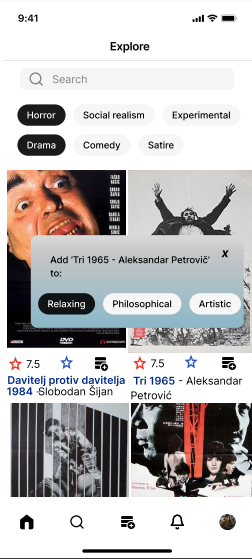 9:41
Explore
Search
Horror Social realism Experimental
Drama Comedy Satire
DVD
Add ‘Tri 1965 - Aleksandar Petrovič’ x
to:
Relaxing Philosophical Artistic
7.5 7.5
Davitelj protiv davitelja
1984 ·Slobodan Šijan
Tri 1965 - Aleksandar
Petrović